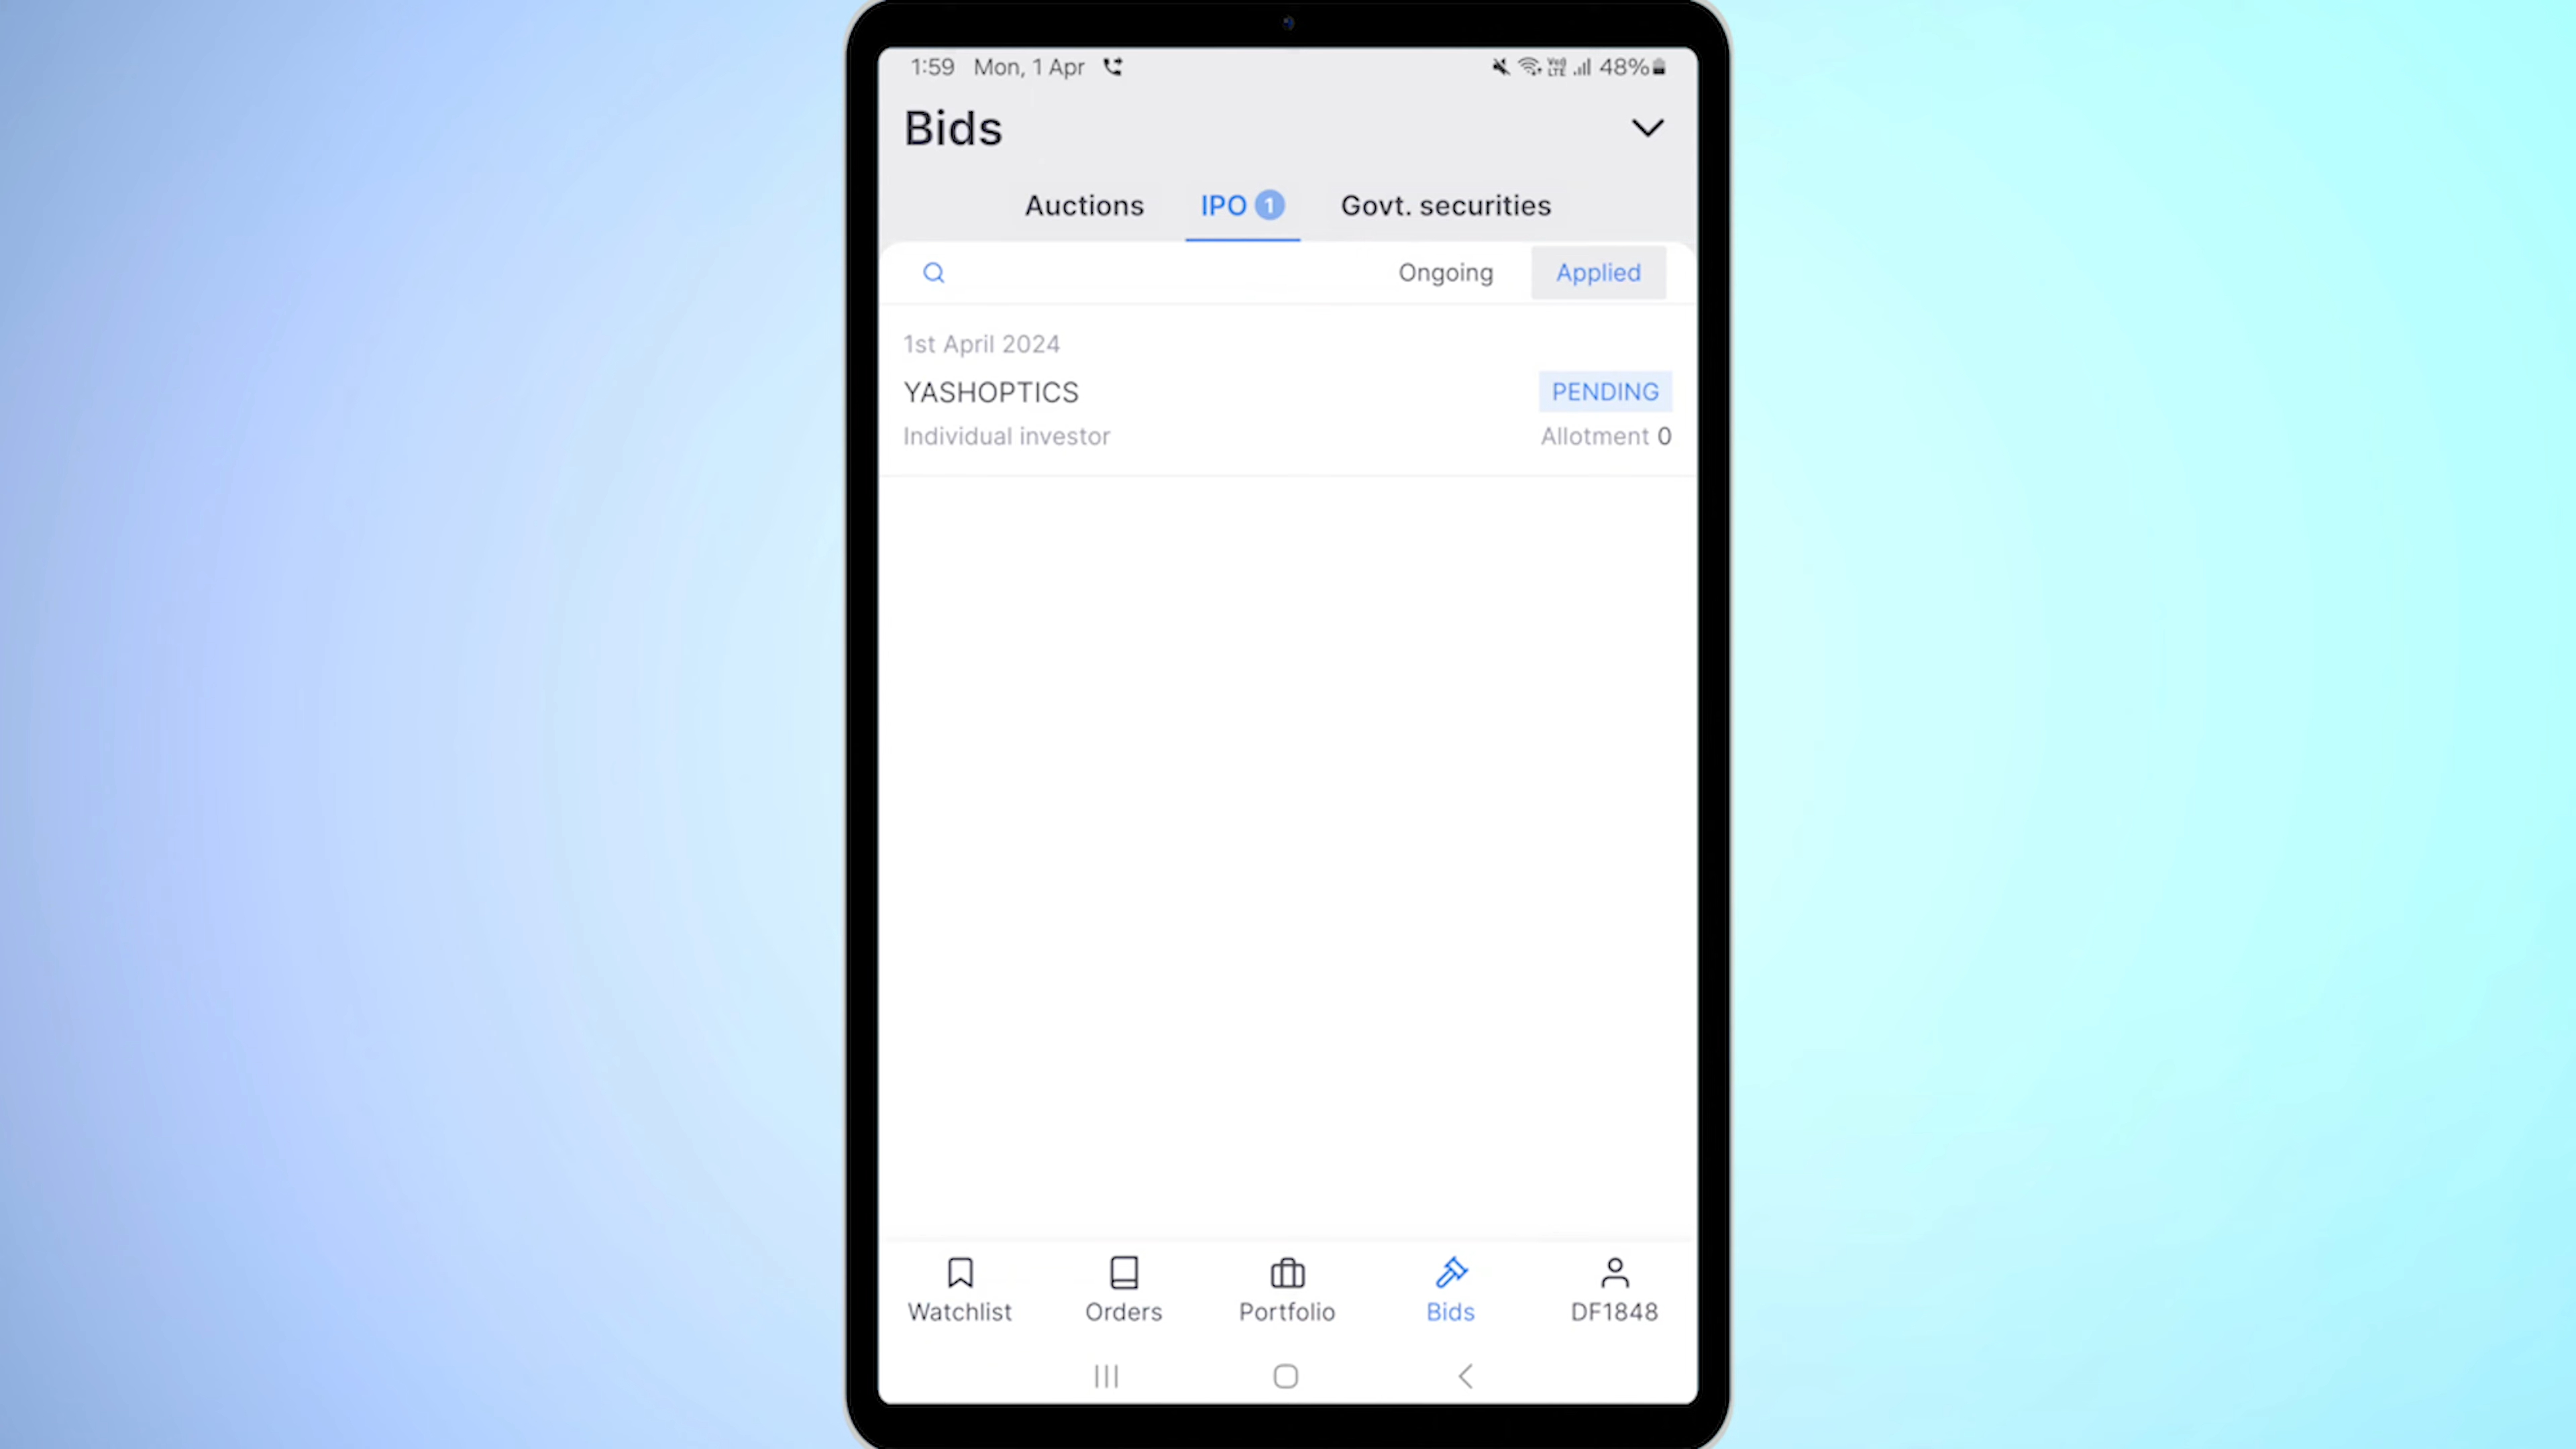 1:59 Mon, 1 Apr 48%
Bids
Auctions IPO 1 Govt. securities
Ongoing Applied
1st April 2024
YASHOPTICS PENDING
Individual investor Allotment 0
Watchlist Orders Portfolio Bids DF1848